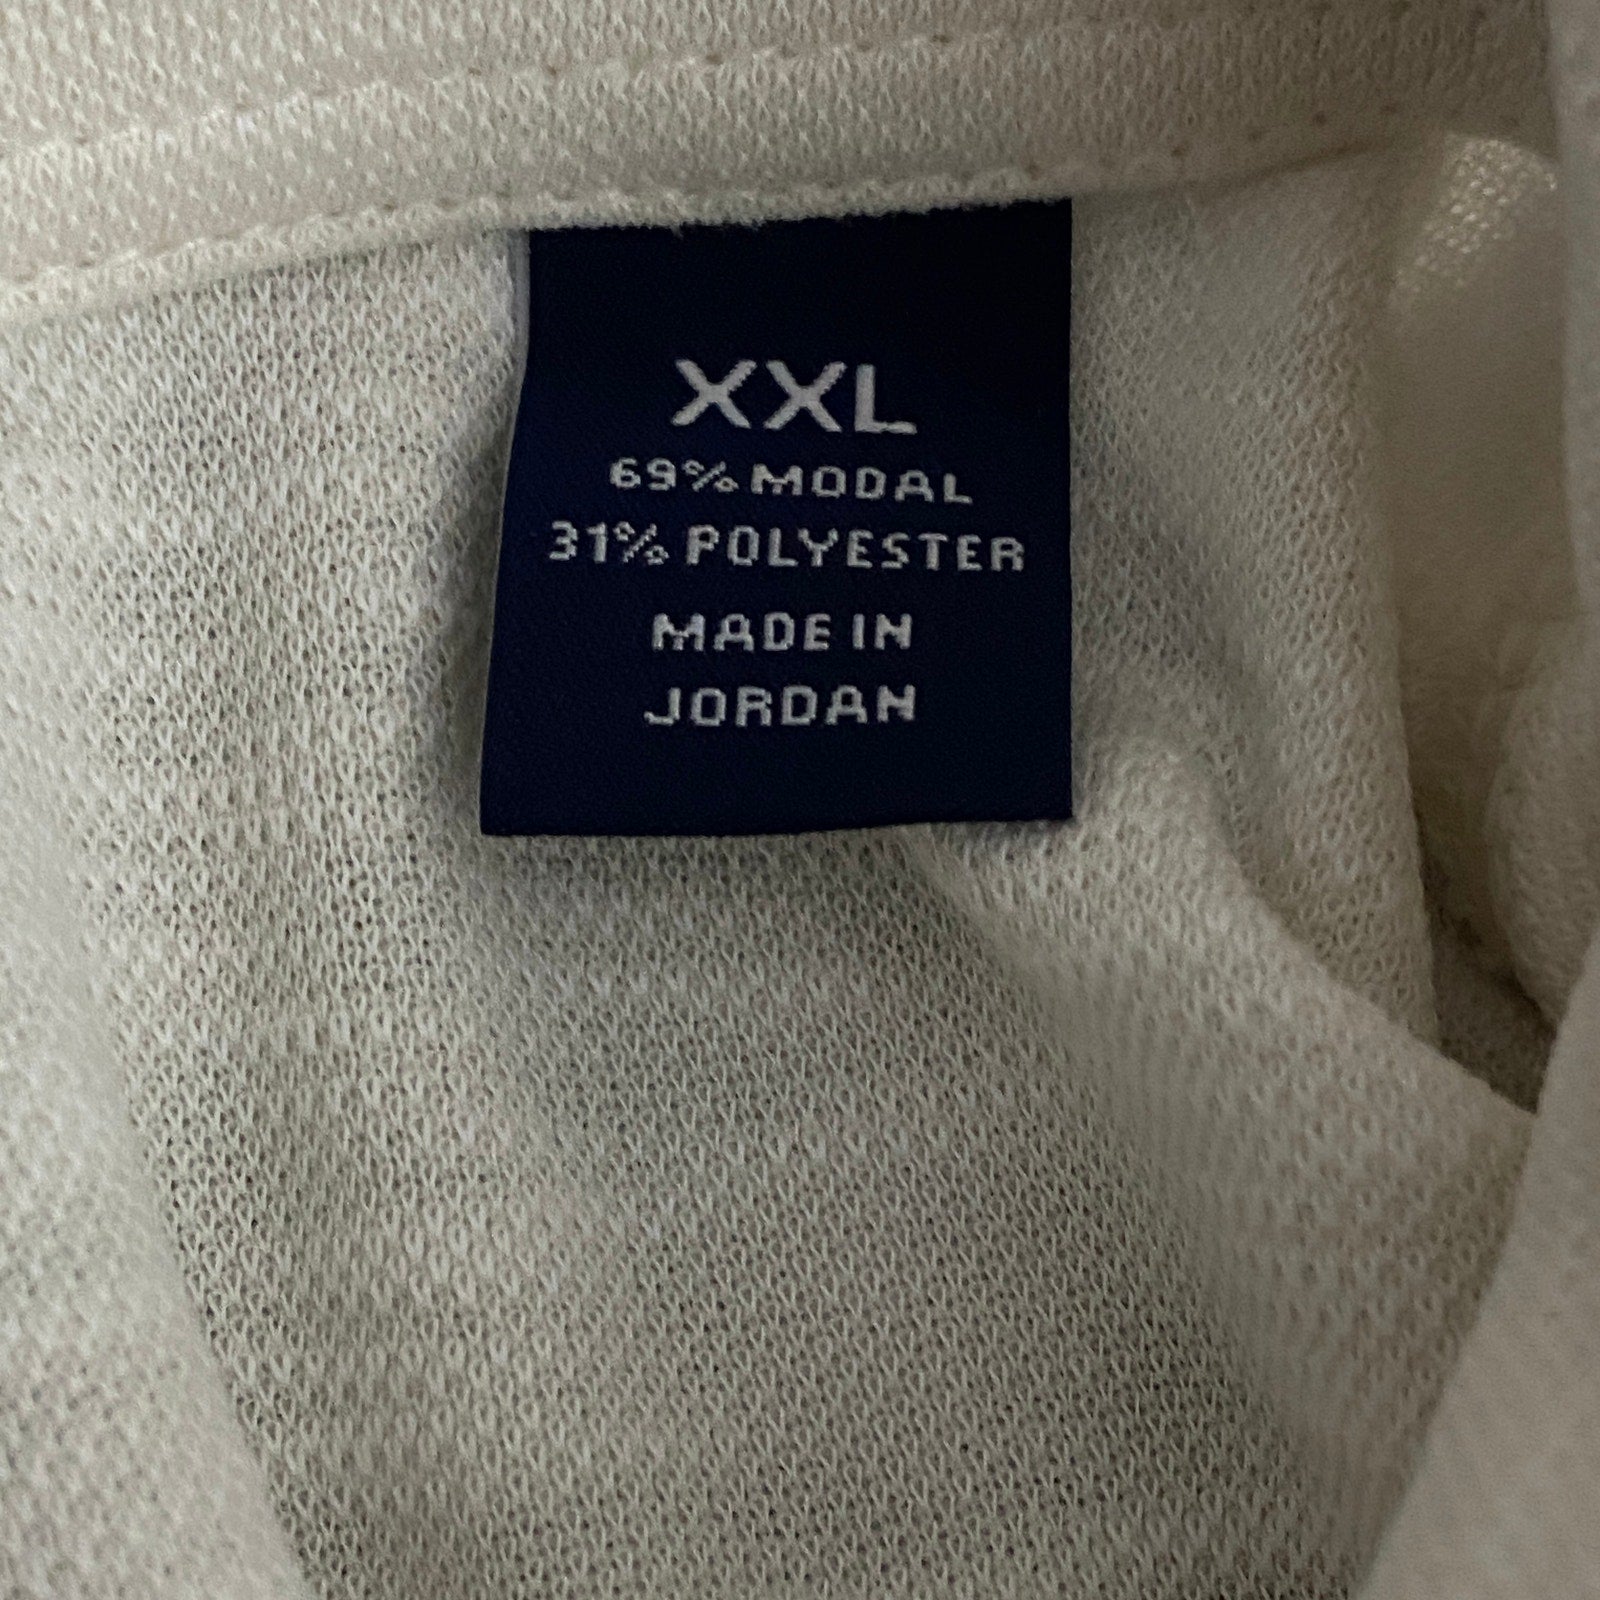 XXL
69% MODAL
31% POLYESTER
MADE IN
JORDAN